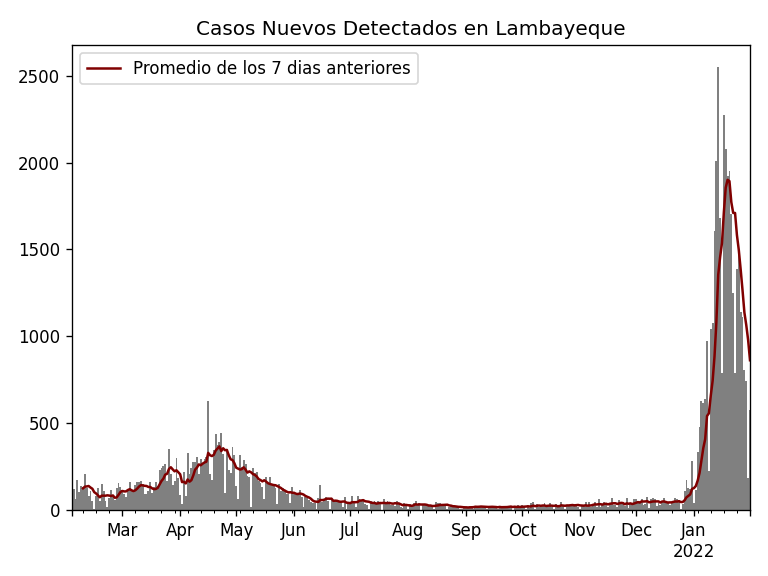 Casos Nuevos Detectados en Lambayeque
Promedio de los 7 dias anteriores
2500
2000
1500
1000
500
0
Mar Apr May Jun Jul Aug Sep Oct Nov Dec Jan
2022